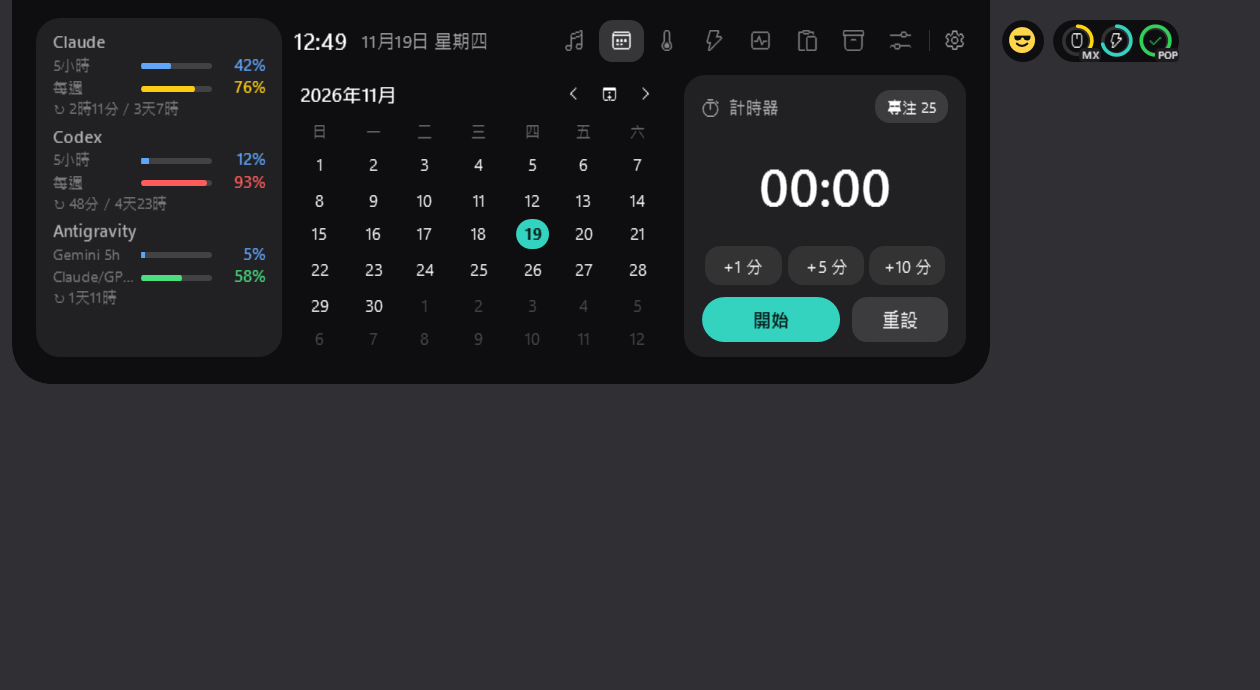 Claude
5小時 42%
每週 76%
↻ 2時11分 / 3天7時
Codex
5小時 12%
每週 93%
↻ 48分 / 4天23時
Antigravity
Gemini 5h 5%
Claude/GP... 58%
↻ 1天11時
12:49 11月19日 星期四
2026年11月
日 一 二 三 四 五 六
1 2 3 4 5 6 7
8 9 10 11 12 13 14
15 16 17 18 19 20 21
22 23 24 25 26 27 28
29 30 1 2 3 4 5
6 7 8 9 10 11 12
計時器 專注 25
00:00
+1 分 +5 分 +10 分
開始 重設
MX POP